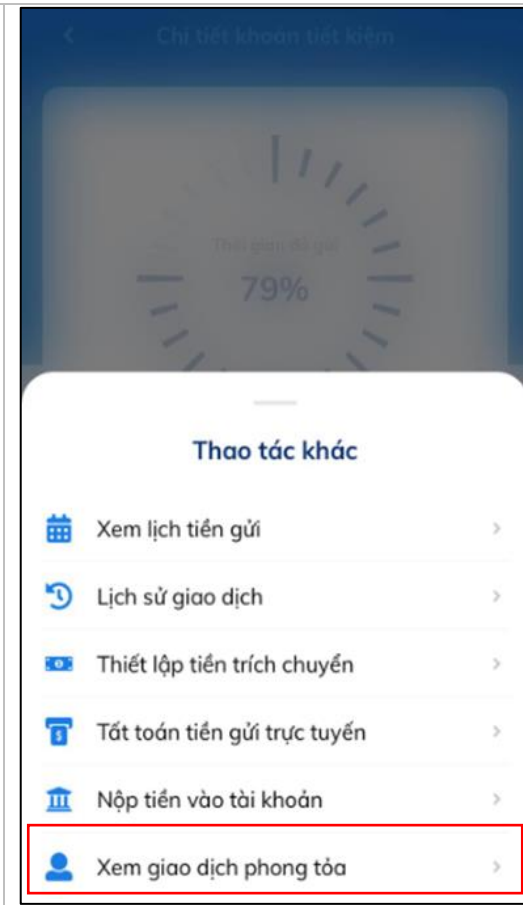 Chi tiết khoản tiết kiệm
Thời gian đã gửi
79%
Thao tác khác
Xem lịch tiền gửi
Lịch sử giao dịch
Thiết lập tiền trích chuyển
Tất toán tiền gửi trực tuyến
Nộp tiền vào tài khoản
Xem giao dịch phong tỏa